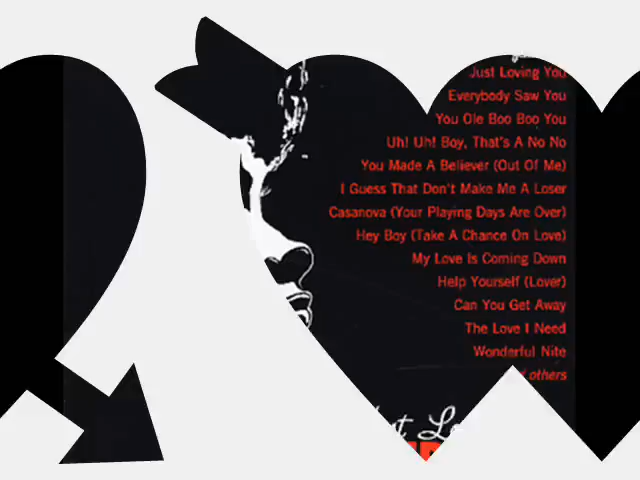 Just Loving You
Everybody Saw You
You Ole Boo Boo You
Uh! Uh! Boy, That's A No No
You Made A Believer (Out Of Me)
I Guess That Don't Make Me A Loser
Casanova (Your Playing Days Are Over)
Hey Boy (Take A Chance On Love)
My Love Is Coming Down
Help Yourself (Lover)
Can You Get Away
The Love I Need
Wonderful Nite
others